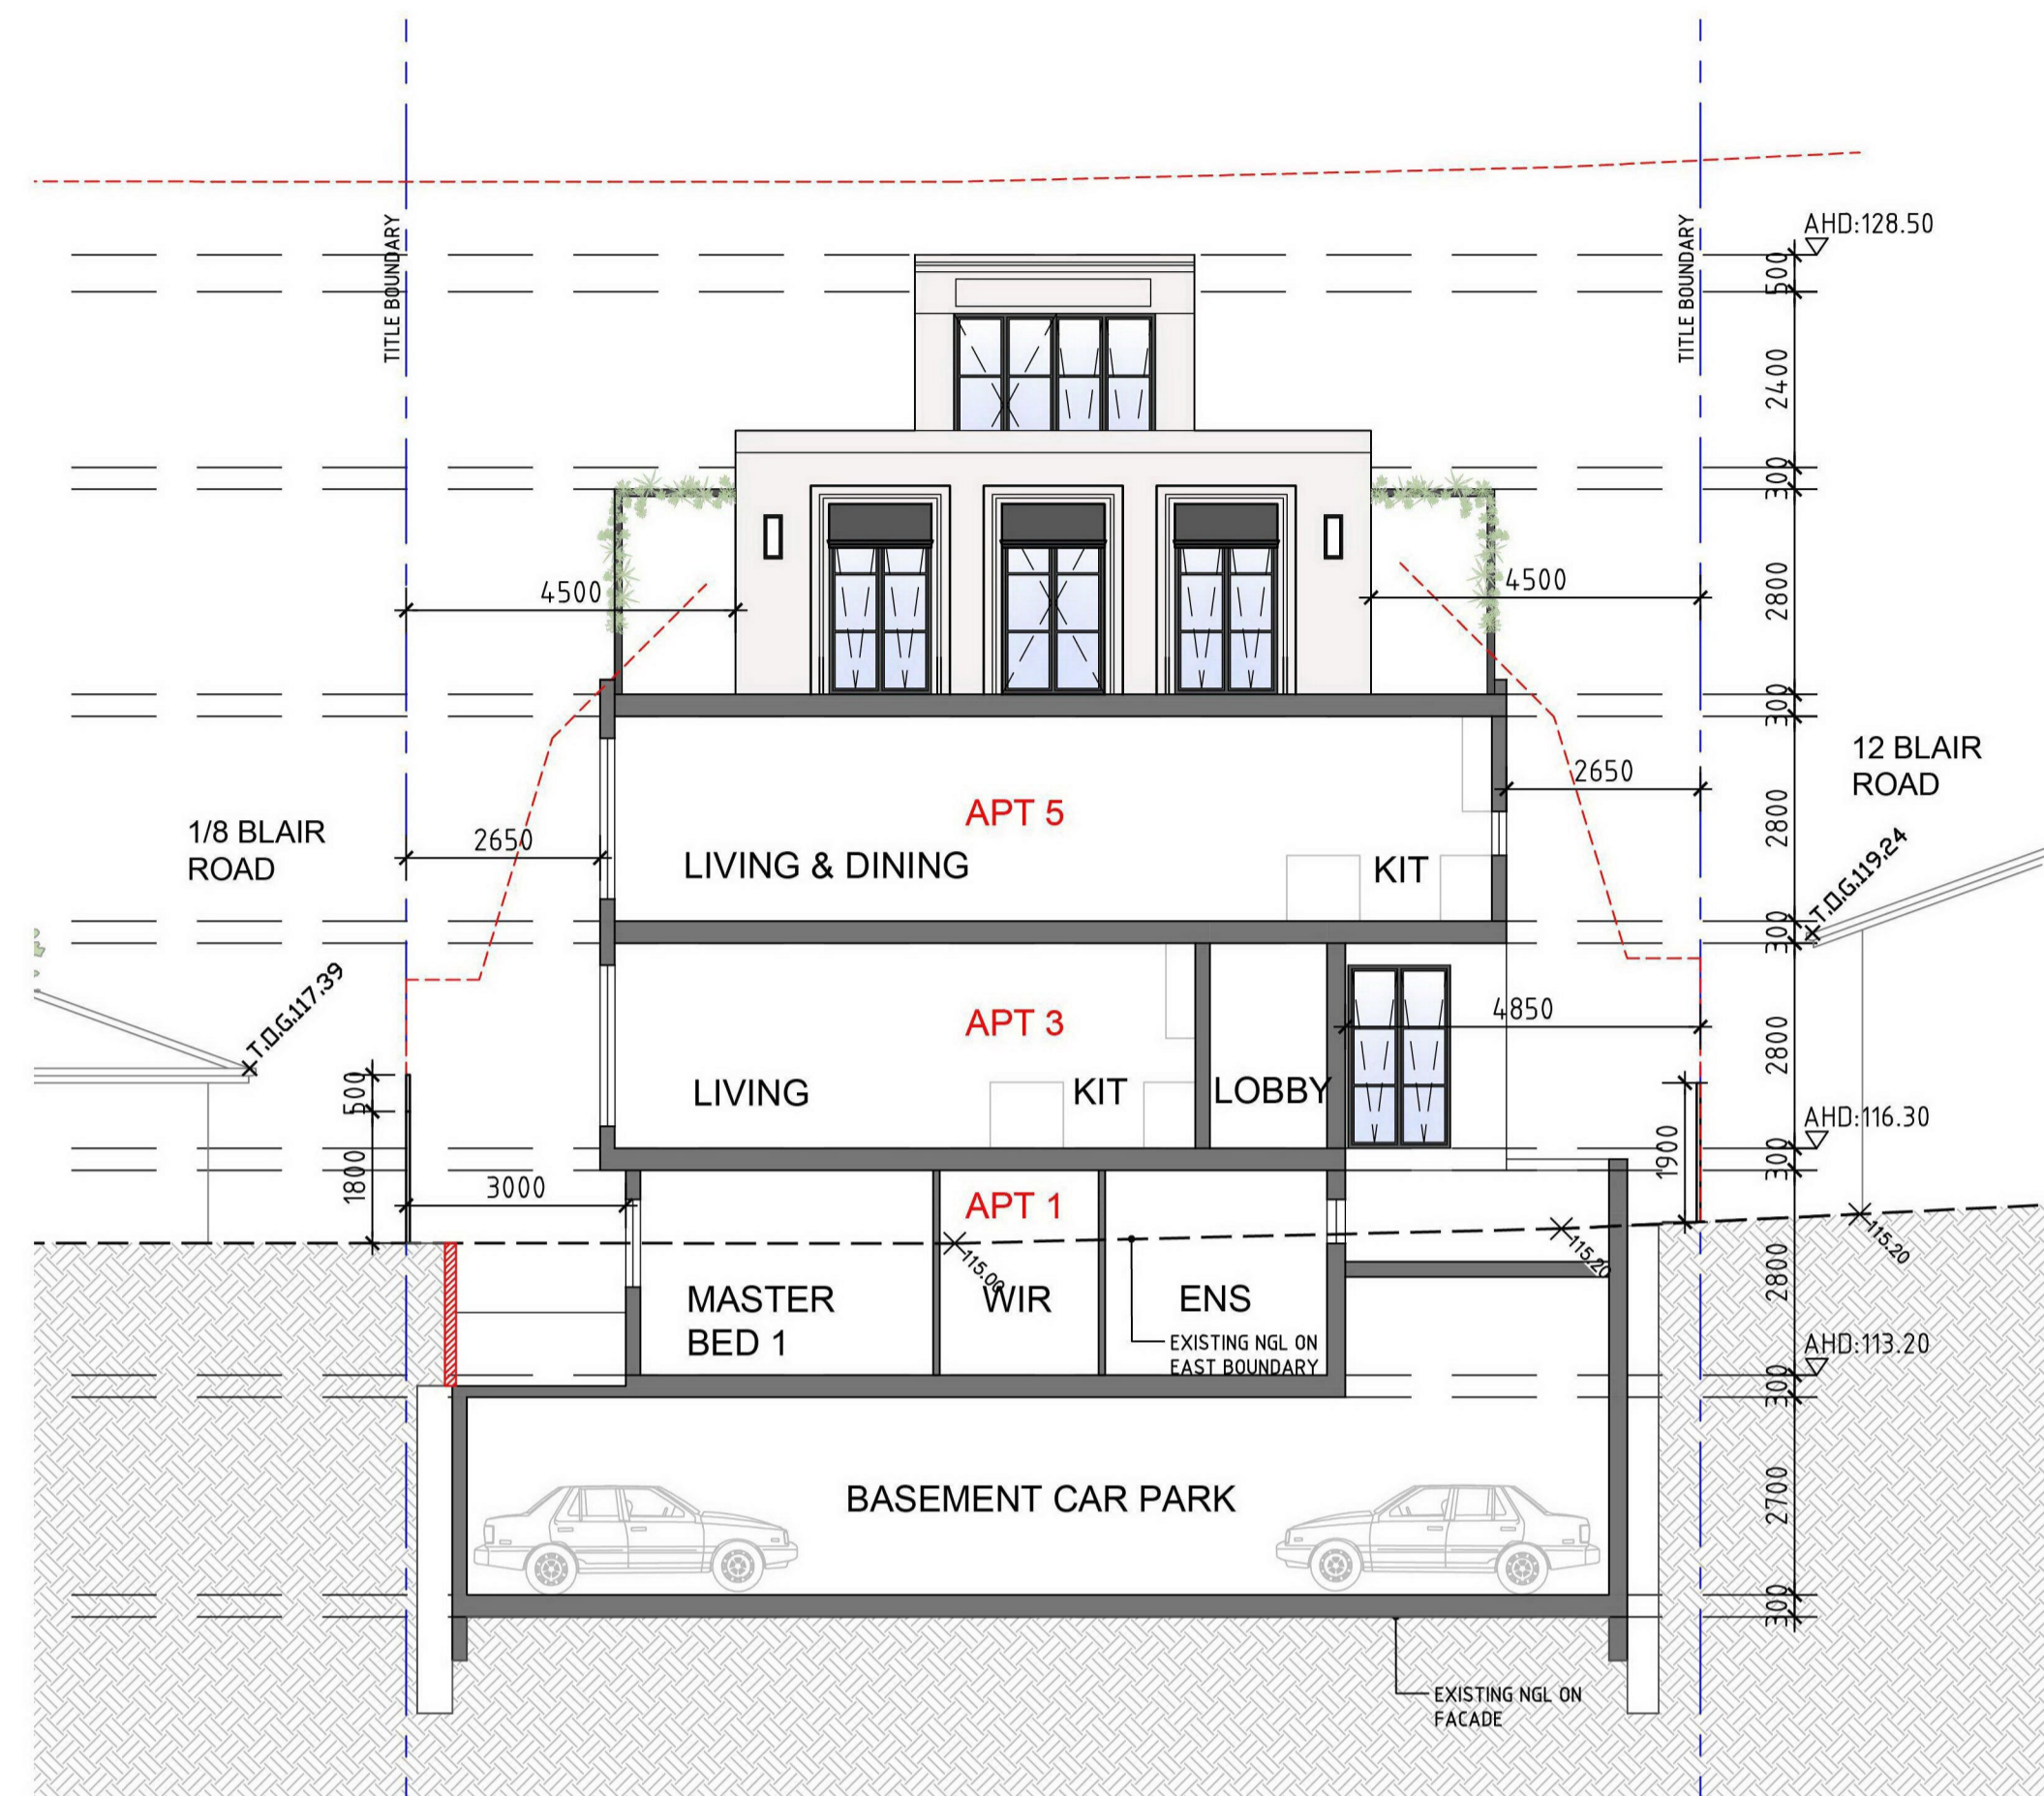 TITLE BOUNDARY
TITLE BOUNDARY
AHD:128.50
500
2400
300
4500
4500
2800
300
1/8 BLAIR
ROAD
12 BLAIR
ROAD
2650
2650
APT 5
LIVING & DINING
KIT
2800
T.O.G.119.24
300
T.O.G.117.39
APT 3
4850
LIVING
KIT
LOBBY
2800
500
1800
AHD:116.30
1900
300
3000
APT 1
115.00
115.20
115.20
MASTER
BED 1
WIR
ENS
EXISTING NGL ON
EAST BOUNDARY
2800
AHD:113.20
300
BASEMENT CAR PARK
2700
300
EXISTING NGL ON
FACADE